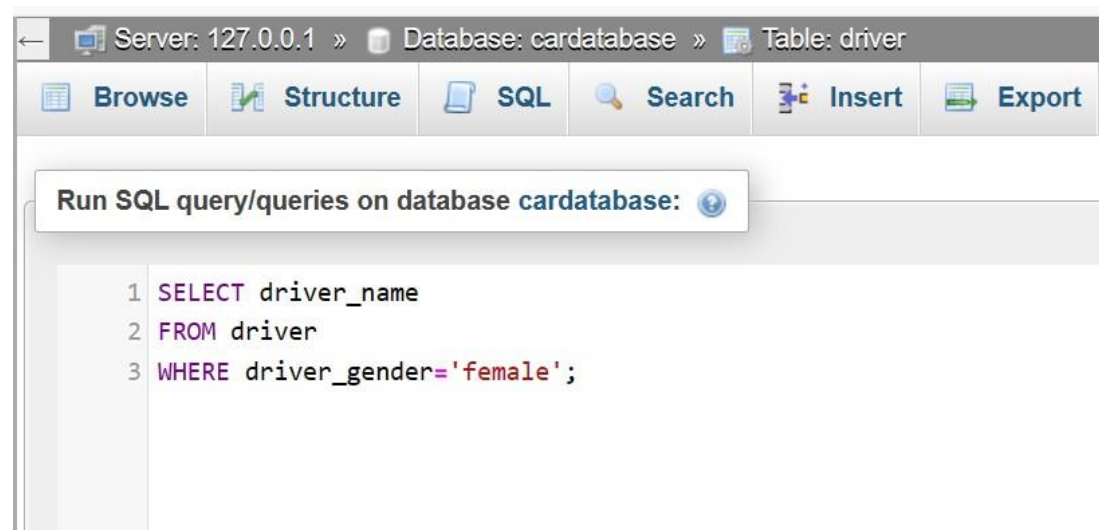 ← Server: 127.0.0.1 » Database: cardatabase » Table: driver
Browse Structure SQL Search Insert Export
Run SQL query/queries on database cardatabase:
1 SELECT driver_name
2 FROM driver
3 WHERE driver_gender='female';